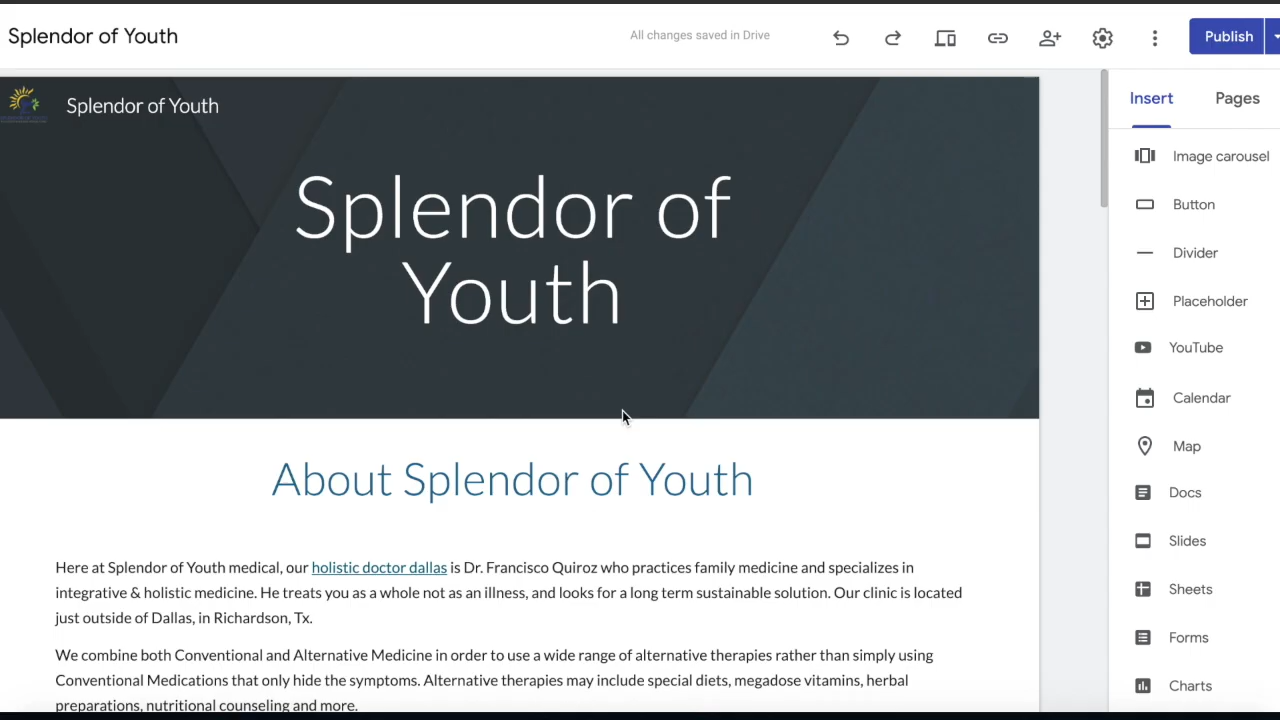 Splendor of Youth
All changes saved in Drive
Publish
Splendor of Youth
Insert
Pages
Splendor of
Youth
Image carousel
Button
Divider
Placeholder
YouTube
Calendar
Map
Docs
Slides
Sheets
Forms
Charts
About Splendor of Youth
Here at Splendor of Youth medical, our holistic doctor dallas is Dr. Francisco Quiroz who practices family medicine and specializes in
integrative & holistic medicine. He treats you as a whole not as an illness, and looks for a long term sustainable solution. Our clinic is located
just outside of Dallas, in Richardson, Tx.
We combine both Conventional and Alternative Medicine in order to use a wide range of alternative therapies rather than simply using
Conventional Medications that only hide the symptoms. Alternative therapies may include special diets, megadose vitamins, herbal
preparations, nutritional counseling and more.